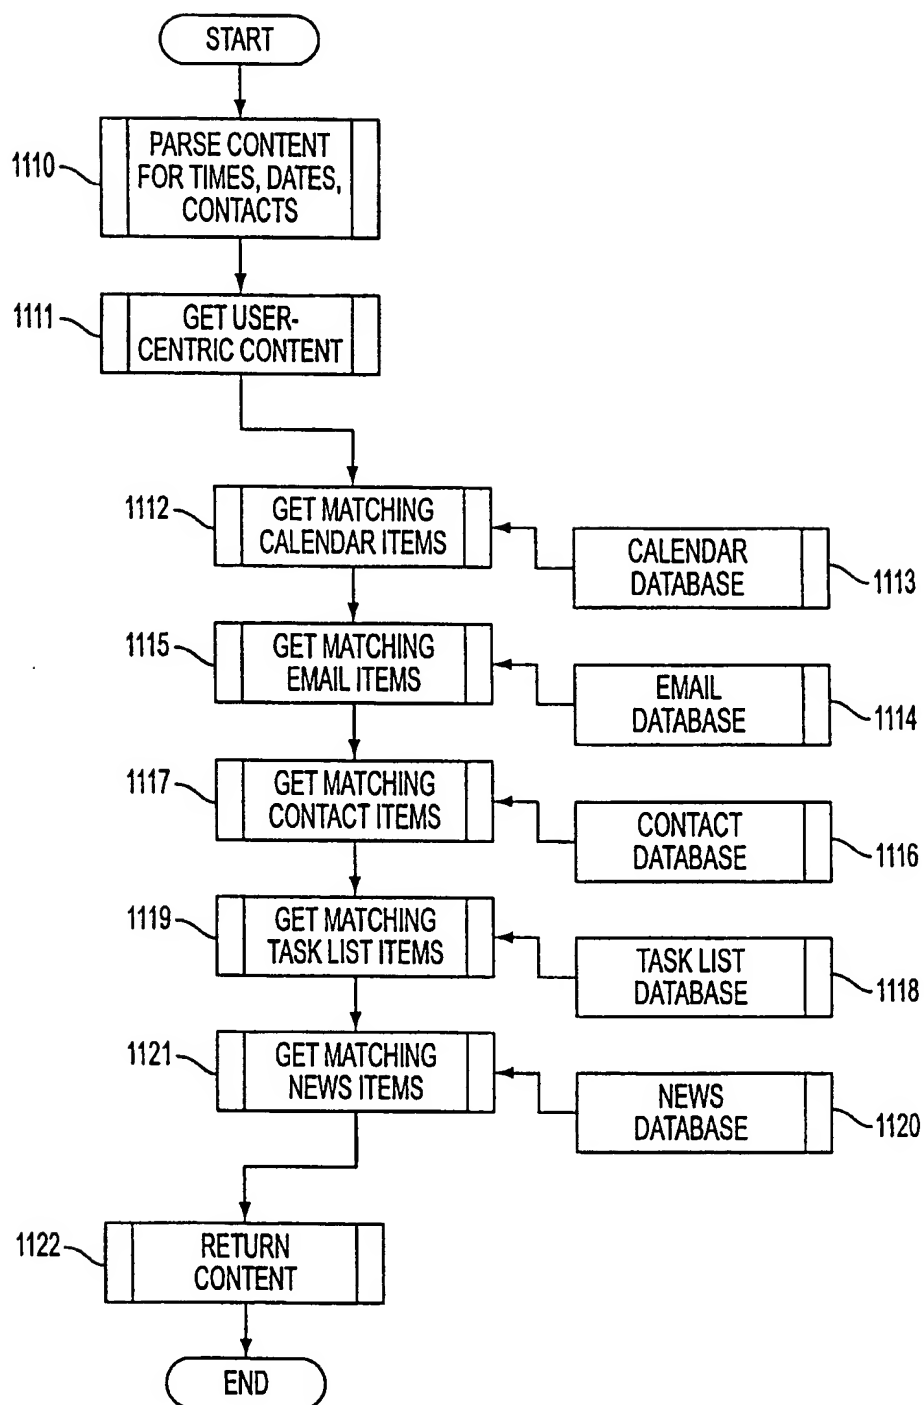 START
1110
PARSE CONTENT
FOR TIMES, DATES,
CONTACTS
1111
GET USER-
CENTRIC CONTENT
1112
GET MATCHING
CALENDAR ITEMS
CALENDAR
DATABASE
1113
1115
GET MATCHING
EMAIL ITEMS
EMAIL
DATABASE
1114
1117
GET MATCHING
CONTACT ITEMS
CONTACT
DATABASE
1116
1119
GET MATCHING
TASK LIST ITEMS
TASK LIST
DATABASE
1118
1121
GET MATCHING
NEWS ITEMS
NEWS
DATABASE
1120
1122
RETURN
CONTENT
END